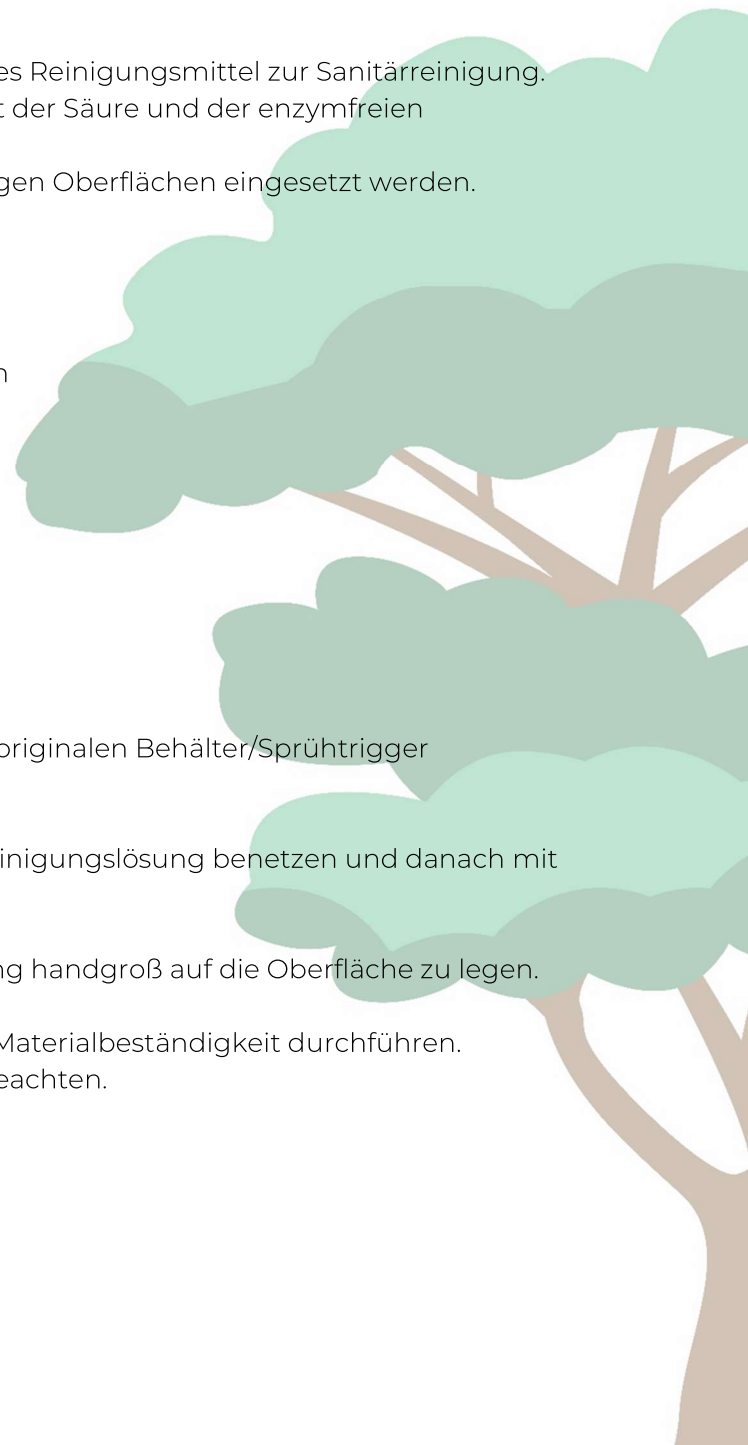 es Reinigungsmittel zur Sanitärreinigung.
t der Säure und der enzymfreien
gen Oberflächen eingesetzt werden.
n
originalen Behälter/Sprühtrigger
inigungslösung benetzen und danach mit
ng handgroß auf die Oberfläche zu legen.
Materialbeständigkeit durchführen.
eachten.